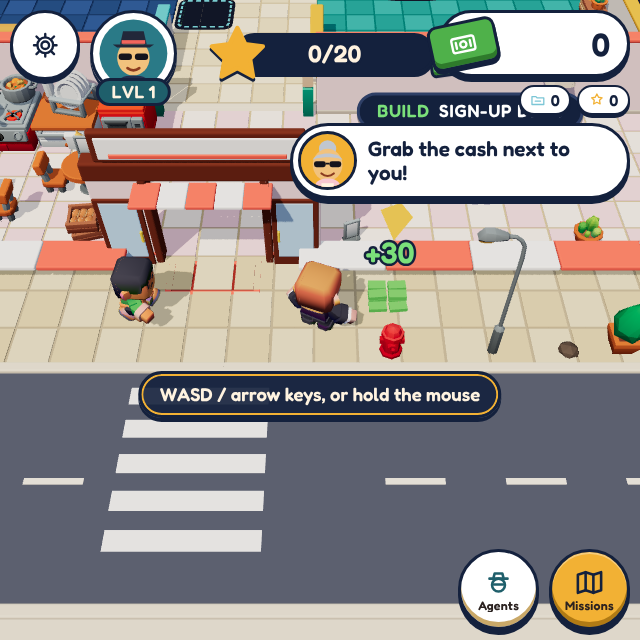 0/20
0
LVL 1
BUILD SIGN-UP
0
0
Grab the cash next to
you!
+30
WASD / arrow keys, or hold the mouse
Agents
Missions